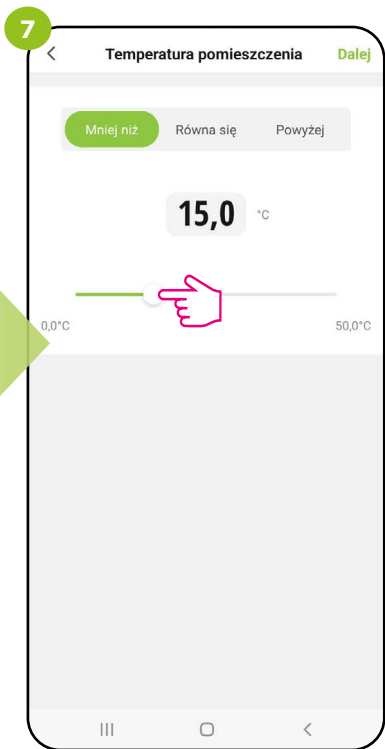 7
Temperatura pomieszczenia Dalej
Mniej niż Równa się Powyżej
15,0 °C
0,0°C 50,0°C